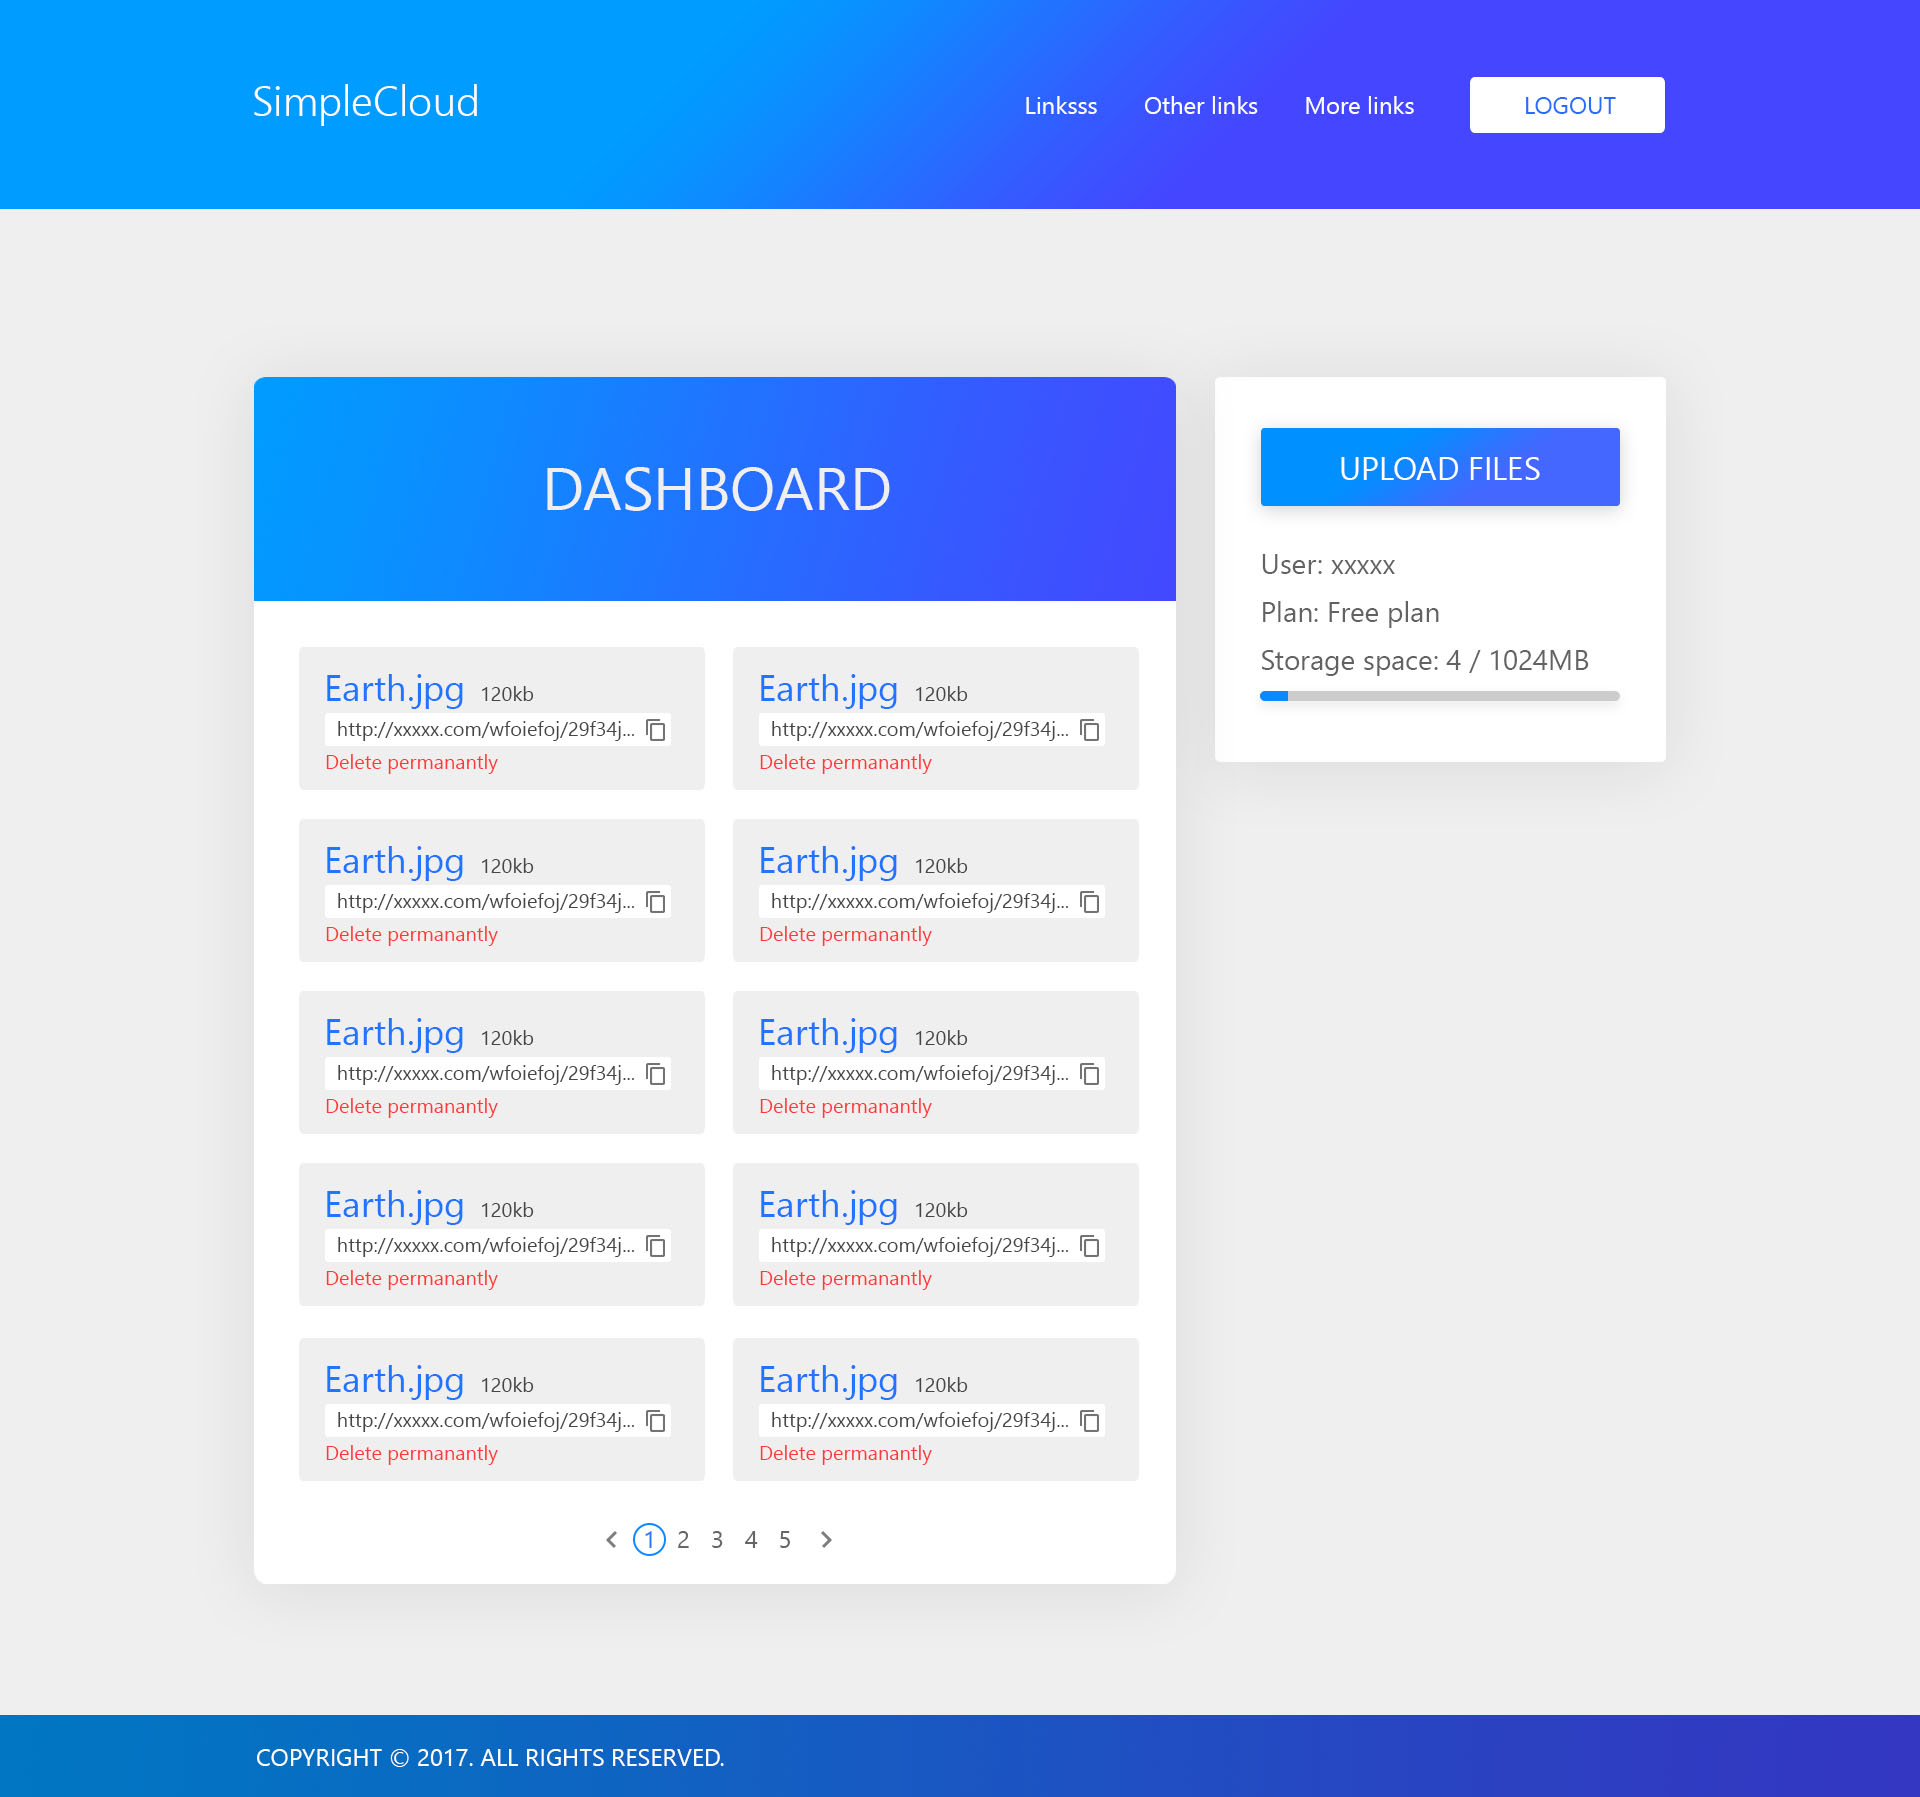 SimpleCloud
Linksss Other links More links LOGOUT
DASHBOARD
Earth.jpg 120kb
http://xxxxx.com/wfoiefoj/29f34j...
Delete permanantly
Earth.jpg 120kb
http://xxxxx.com/wfoiefoj/29f34j...
Delete permanantly
Earth.jpg 120kb
http://xxxxx.com/wfoiefoj/29f34j...
Delete permanantly
Earth.jpg 120kb
http://xxxxx.com/wfoiefoj/29f34j...
Delete permanantly
Earth.jpg 120kb
http://xxxxx.com/wfoiefoj/29f34j...
Delete permanantly
Earth.jpg 120kb
http://xxxxx.com/wfoiefoj/29f34j...
Delete permanantly
Earth.jpg 120kb
http://xxxxx.com/wfoiefoj/29f34j...
Delete permanantly
Earth.jpg 120kb
http://xxxxx.com/wfoiefoj/29f34j...
Delete permanantly
Earth.jpg 120kb
http://xxxxx.com/wfoiefoj/29f34j...
Delete permanantly
Earth.jpg 120kb
http://xxxxx.com/wfoiefoj/29f34j...
Delete permanantly
1 2 3 4 5
UPLOAD FILES
User: xxxxx
Plan: Free plan
Storage space: 4 / 1024MB
COPYRIGHT © 2017. ALL RIGHTS RESERVED.